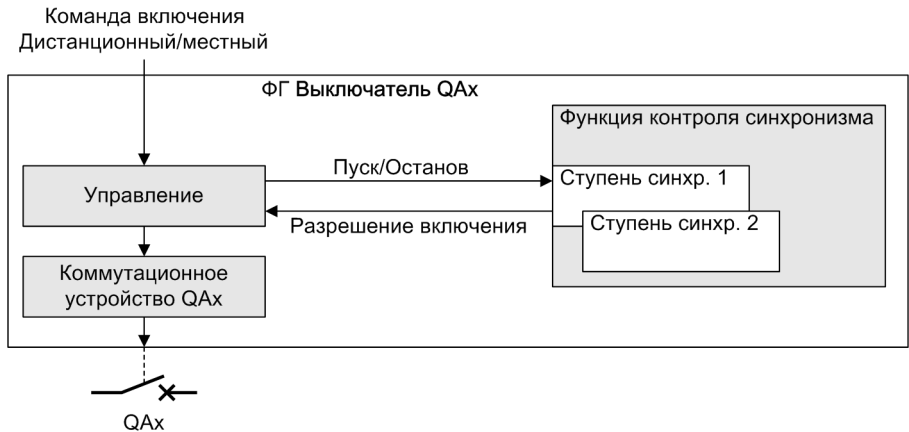 Команда включения
Дистанционный/местный
ФГ Выключатель QAx
Функция контроля синхронизма
Пуск/Останов
Ступень синхр. 1
Управление
Разрешение включения
Ступень синхр. 2
Коммутационное
устройство QAx
QAx